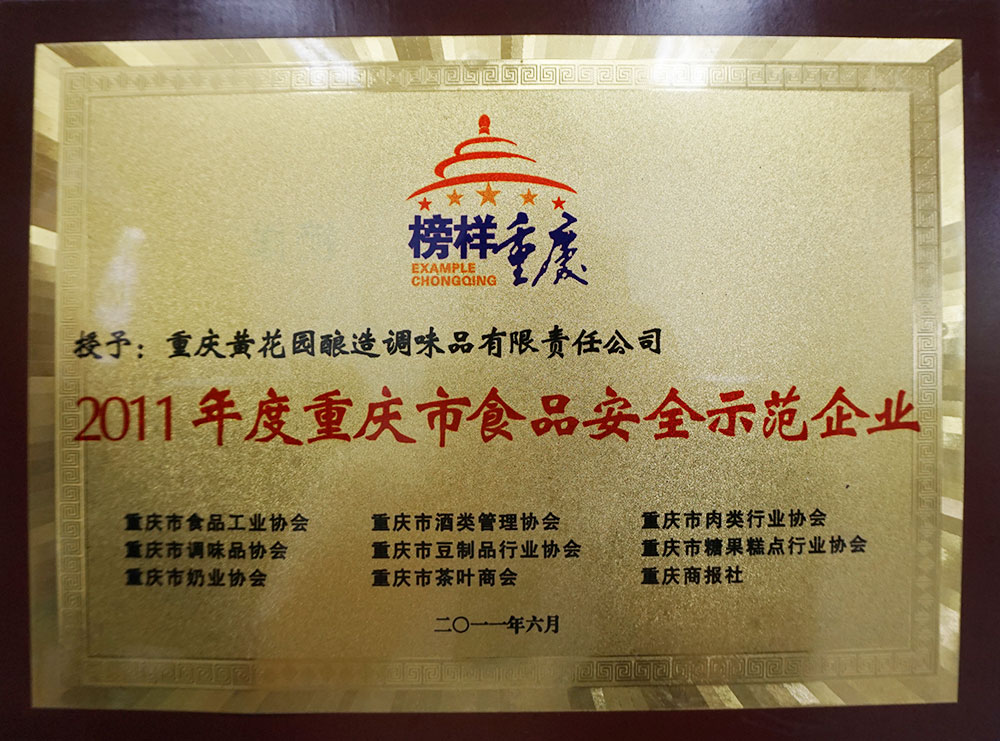 榜样重庆
EXAMPLE
CHONGQING
授予：重庆黄花园酿造调味品有限责任公司
2011年度重庆市食品安全示范企业
重庆市食品工业协会 重庆市酒类管理协会 重庆市肉类行业协会
重庆市调味品协会 重庆市豆制品行业协会 重庆市糖果糕点行业协会
重庆市奶业协会 重庆市茶叶商会 重庆商报社
二〇一一年六月